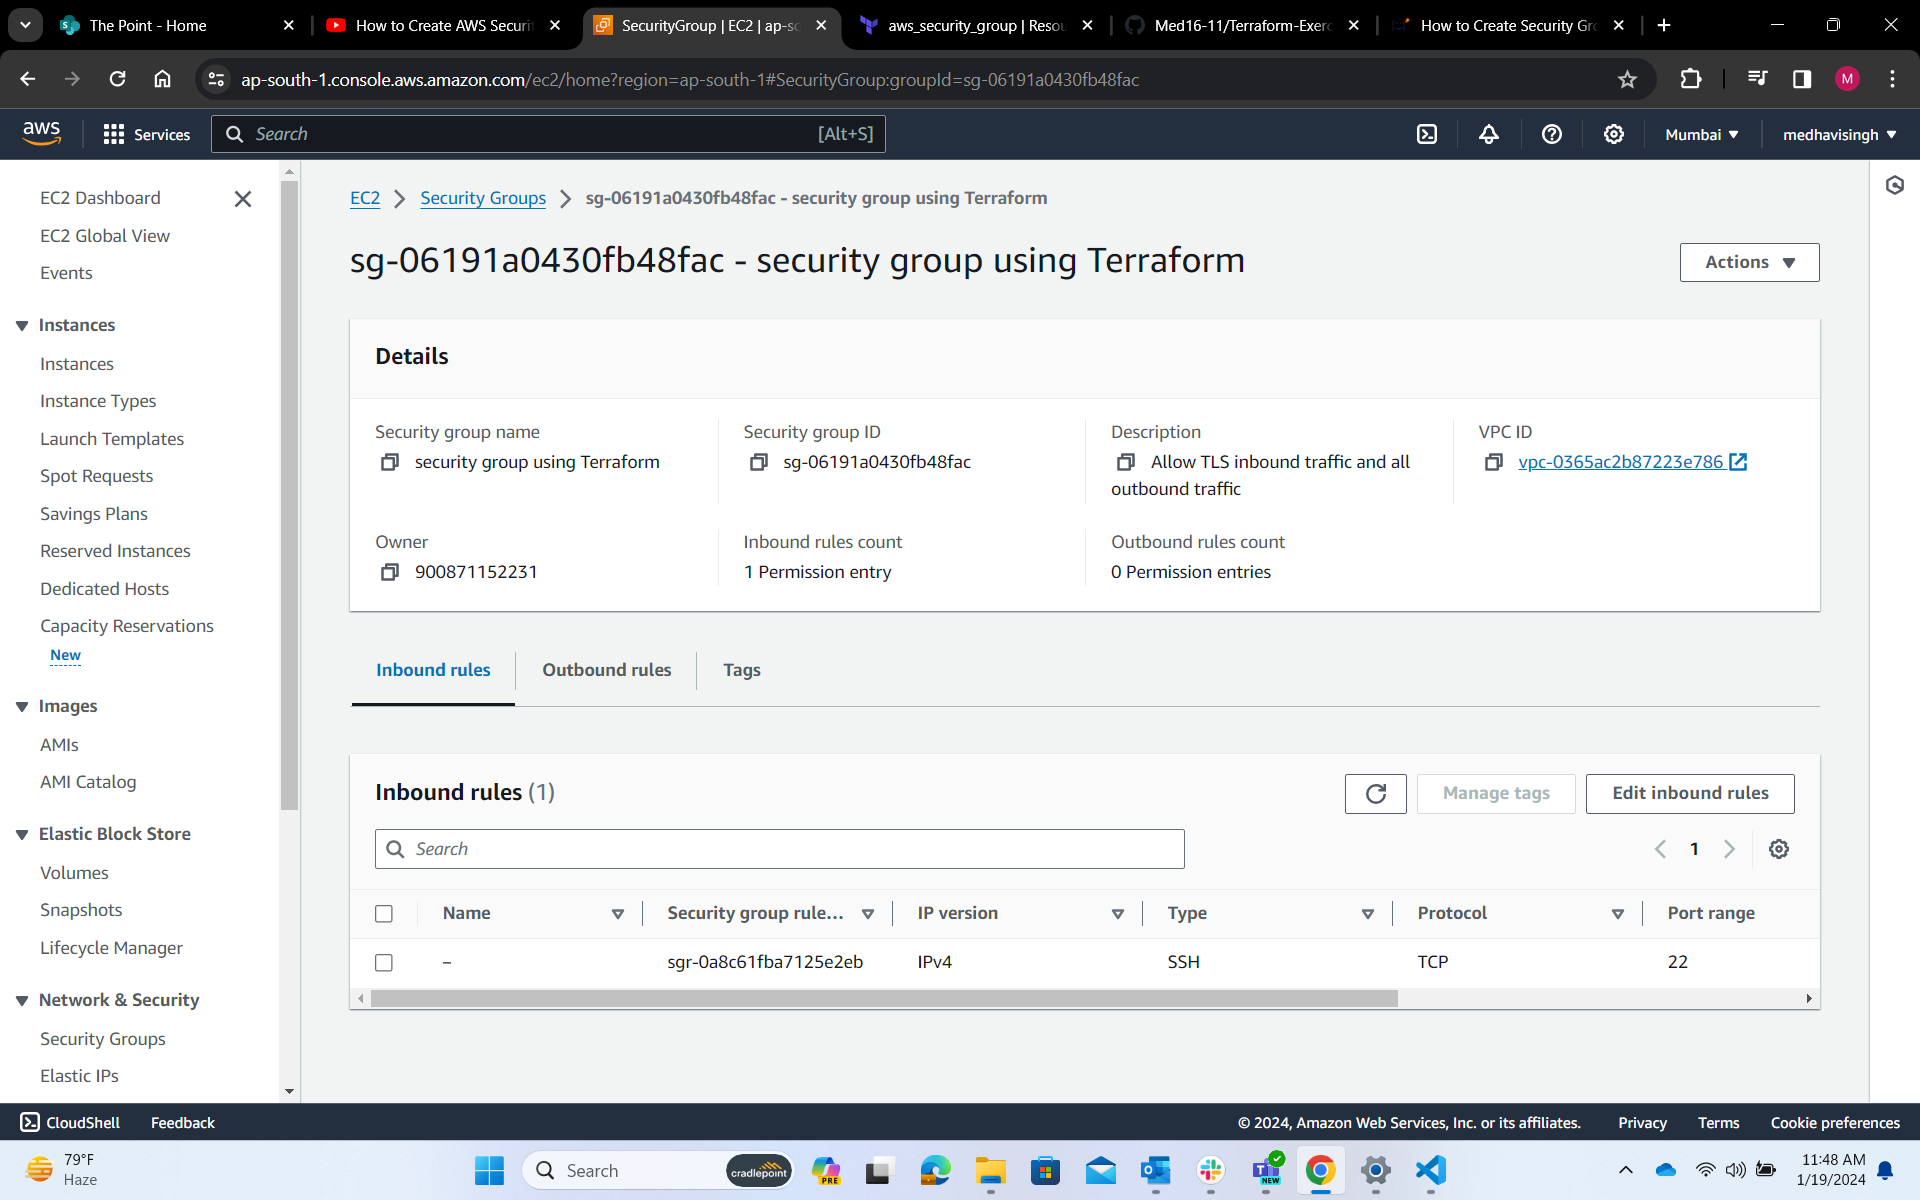 The Point - Home
How to Create AWS Securi
SecurityGroup | EC2 | ap-so
aws_security_group | Resou
Med16-11/Terraform-Exerc
How to Create Security Gro
ap-south-1.console.aws.amazon.com/ec2/home?region=ap-south-1#SecurityGroup:groupId=sg-06191a0430fb48fac
M
aws
Services
Search
[Alt+S]
Mumbai
medhavisingh
EC2 Dashboard
EC2 Global View
Events
Instances
Instances
Instance Types
Launch Templates
Spot Requests
Savings Plans
Reserved Instances
Dedicated Hosts
Capacity Reservations
New
Images
AMIs
AMI Catalog
Elastic Block Store
Volumes
Snapshots
Lifecycle Manager
Network & Security
Security Groups
Elastic IPs
EC2 > Security Groups > sg-06191a0430fb48fac - security group using Terraform
sg-06191a0430fb48fac - security group using Terraform
Actions
Details
Security group name
security group using Terraform
Security group ID
sg-06191a0430fb48fac
Description
Allow TLS inbound traffic and all
outbound traffic
VPC ID
vpc-0365ac2b87223e786
Owner
900871152231
Inbound rules count
1 Permission entry
Outbound rules count
0 Permission entries
Inbound rules
Outbound rules
Tags
Inbound rules (1)
Manage tags
Edit inbound rules
Search
1
Name
Security group rule...
IP version
Type
Protocol
Port range
–
sgr-0a8c61fba7125e2eb
IPv4
SSH
TCP
22
CloudShell
Feedback
© 2024, Amazon Web Services, Inc. or its affiliates.
Privacy
Terms
Cookie preferences
79°F
Haze
Search
cradlepoint
PRE
NEW
11:48 AM
1/19/2024